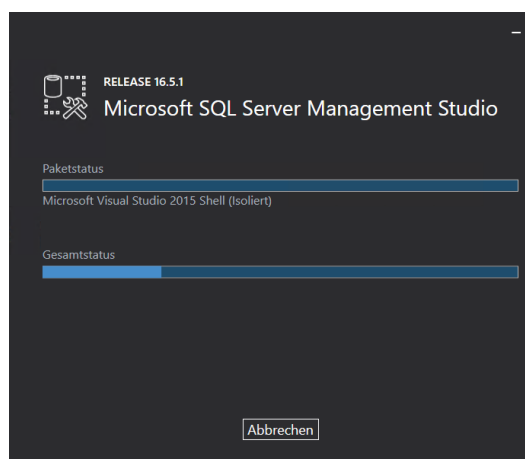 RELEASE 16.5.1
Microsoft SQL Server Management Studio
Paketstatus
Microsoft Visual Studio 2015 Shell (Isoliert)
Gesamtstatus
Abbrechen